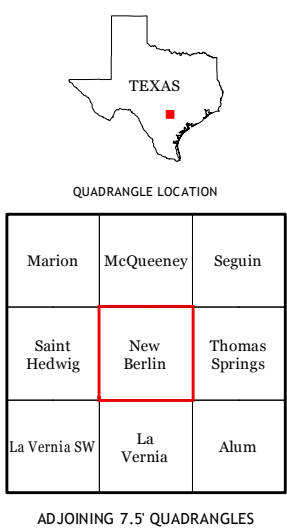 TEXAS
QUADRANGLE LOCATION
Marion McQueeney Seguin
Saint Hedwig
New Berlin
Thomas Springs
La Vernia SW
La Vernia
Alum
ADJOINING 7.5' QUADRANGLES